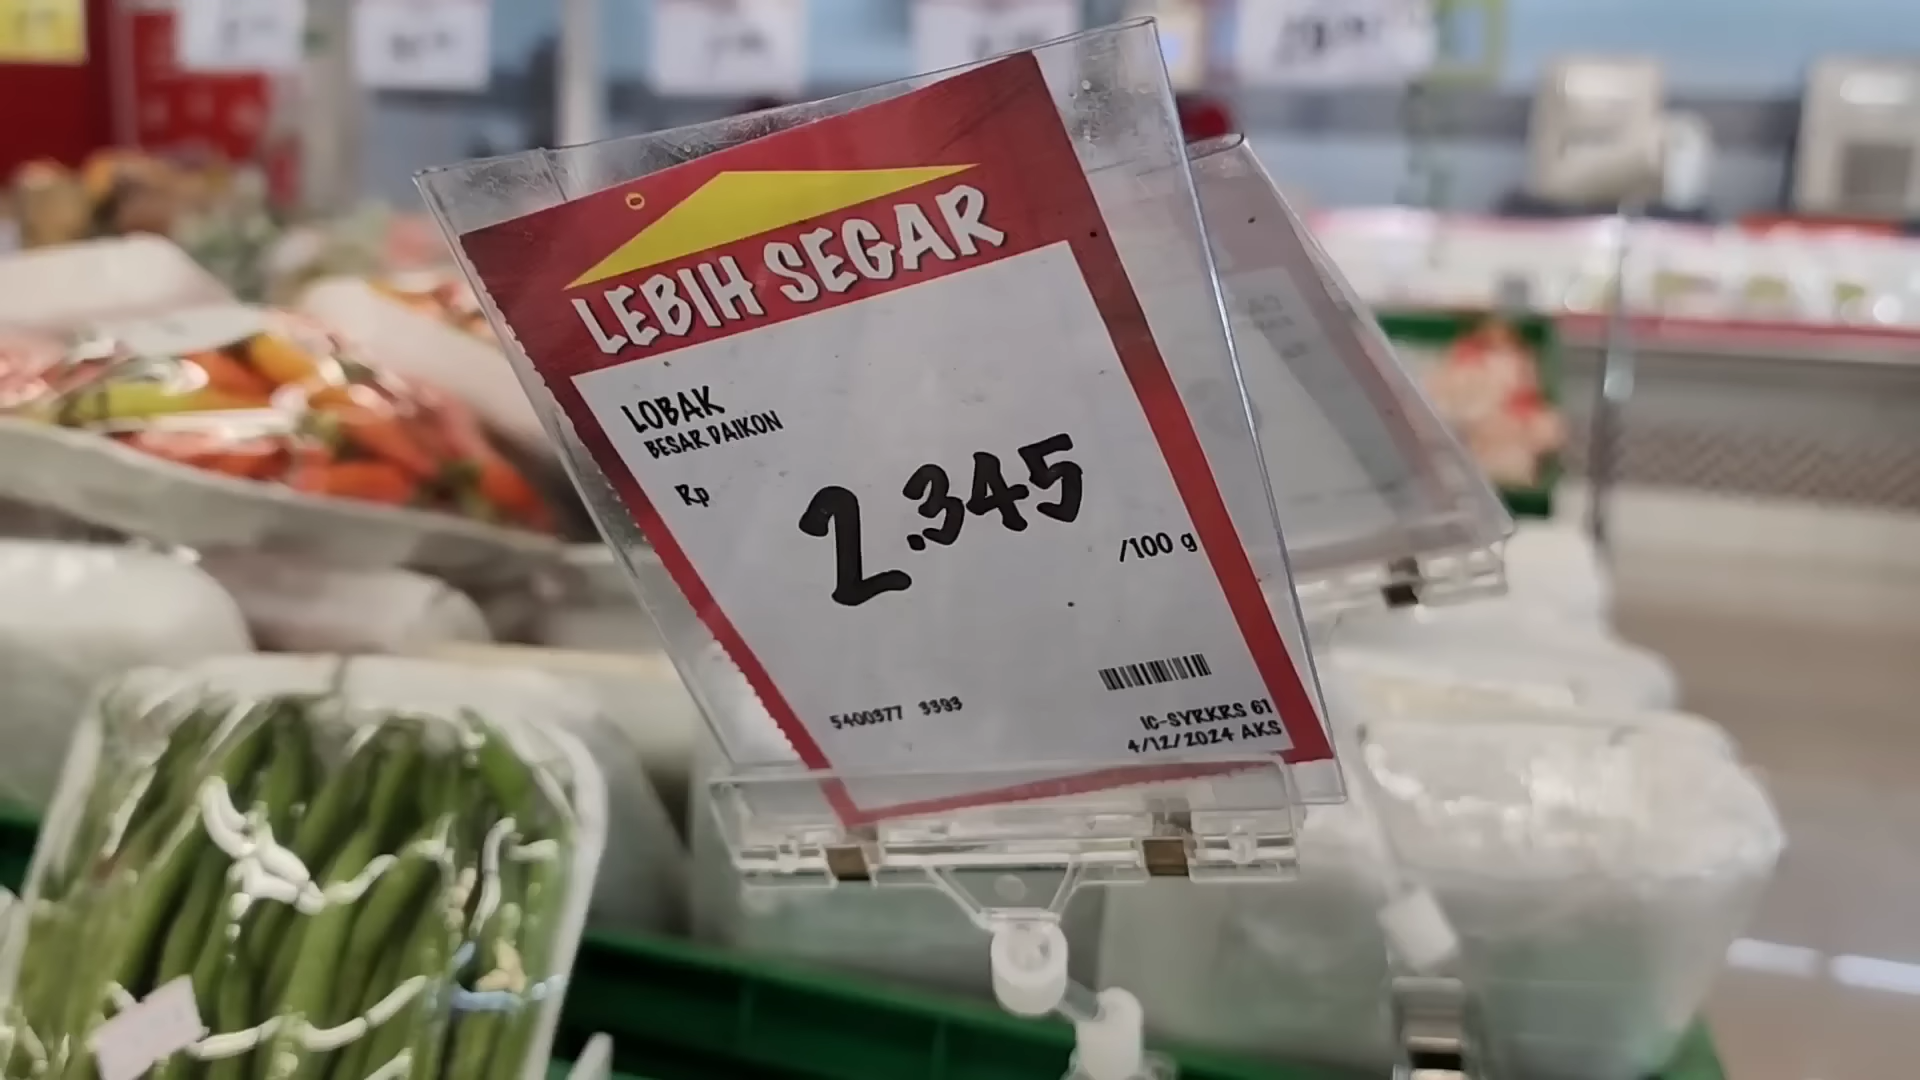 LEBIH SEGAR
LOBAK
BESAR DAIKON
Rp
2.345
/100 g
5400377 3393
IC-SYRKRS 61
4/12/2024 AKS